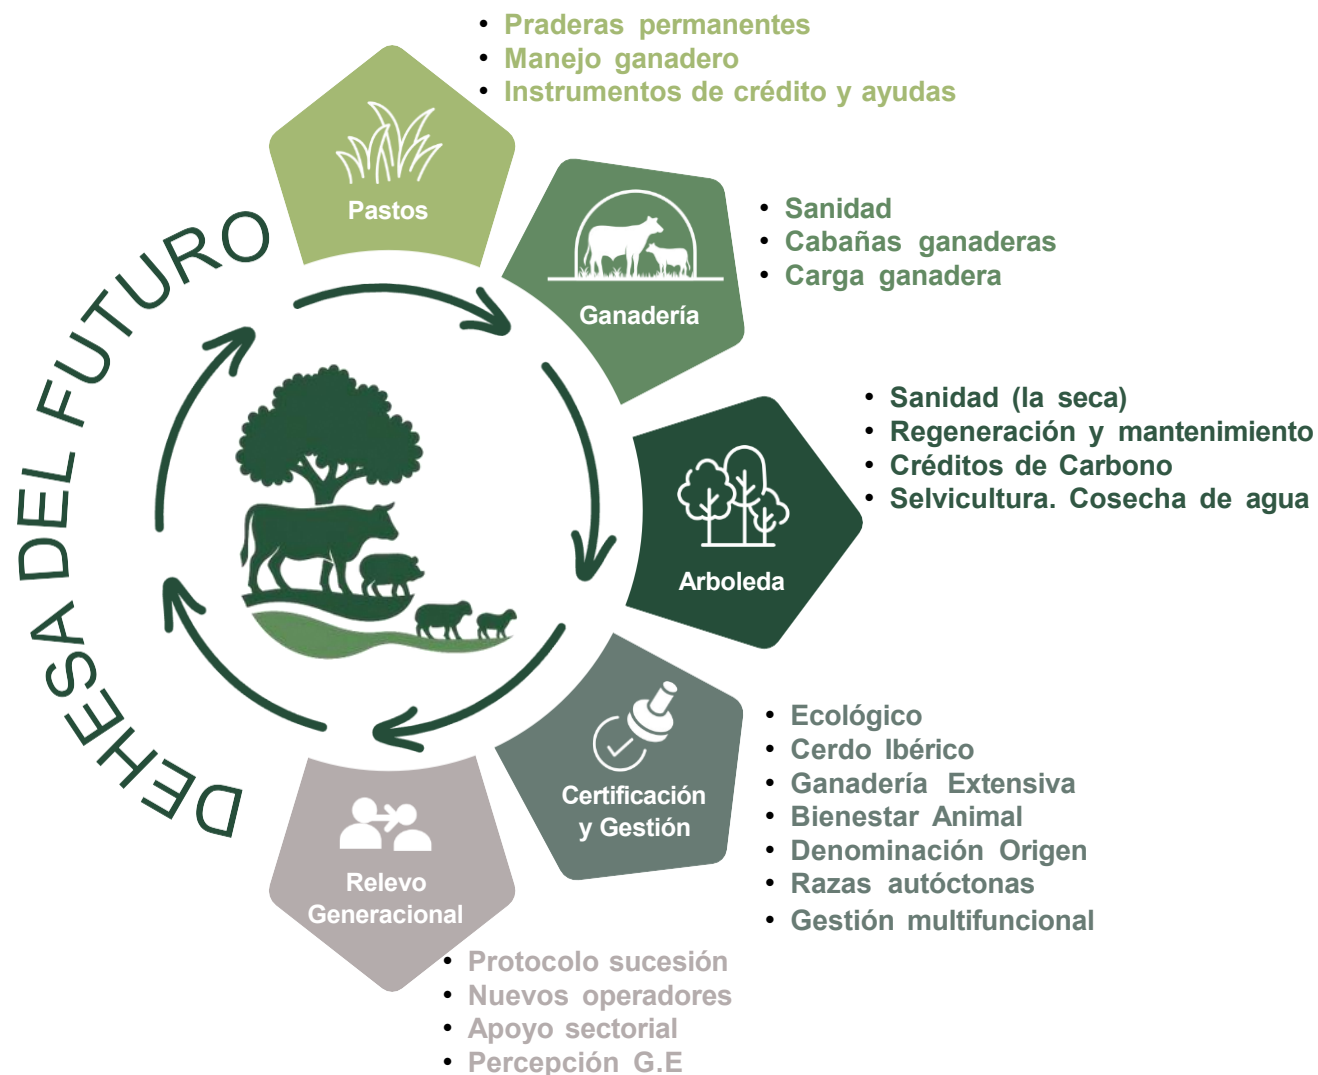 DEHESA DEL FUTURO
Pastos
• Praderas permanentes
• Manejo ganadero
• Instrumentos de crédito y ayudas
Ganadería
• Sanidad
• Cabañas ganaderas
• Carga ganadera
Arboleda
• Sanidad (la seca)
• Regeneración y mantenimiento
• Créditos de Carbono
• Selvicultura. Cosecha de agua
Certificación
y Gestión
• Ecológico
• Cerdo Ibérico
• Ganadería Extensiva
• Bienestar Animal
• Denominación Origen
• Razas autóctonas
• Gestión multifuncional
Relevo
Generacional
• Protocolo sucesión
• Nuevos operadores
• Apoyo sectorial
• Percepción G.E